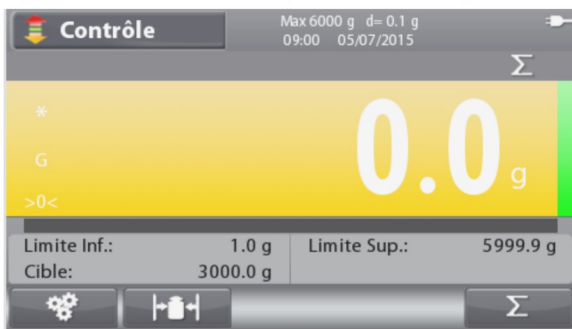 Contrôle
Max 6000 g d= 0.1 g
09:00 05/07/2015
Σ
*
G
>0<
0.0 g
Limite Inf.: 1.0 g
Limite Sup.: 5999.9 g
Cible: 3000.0 g
Σ